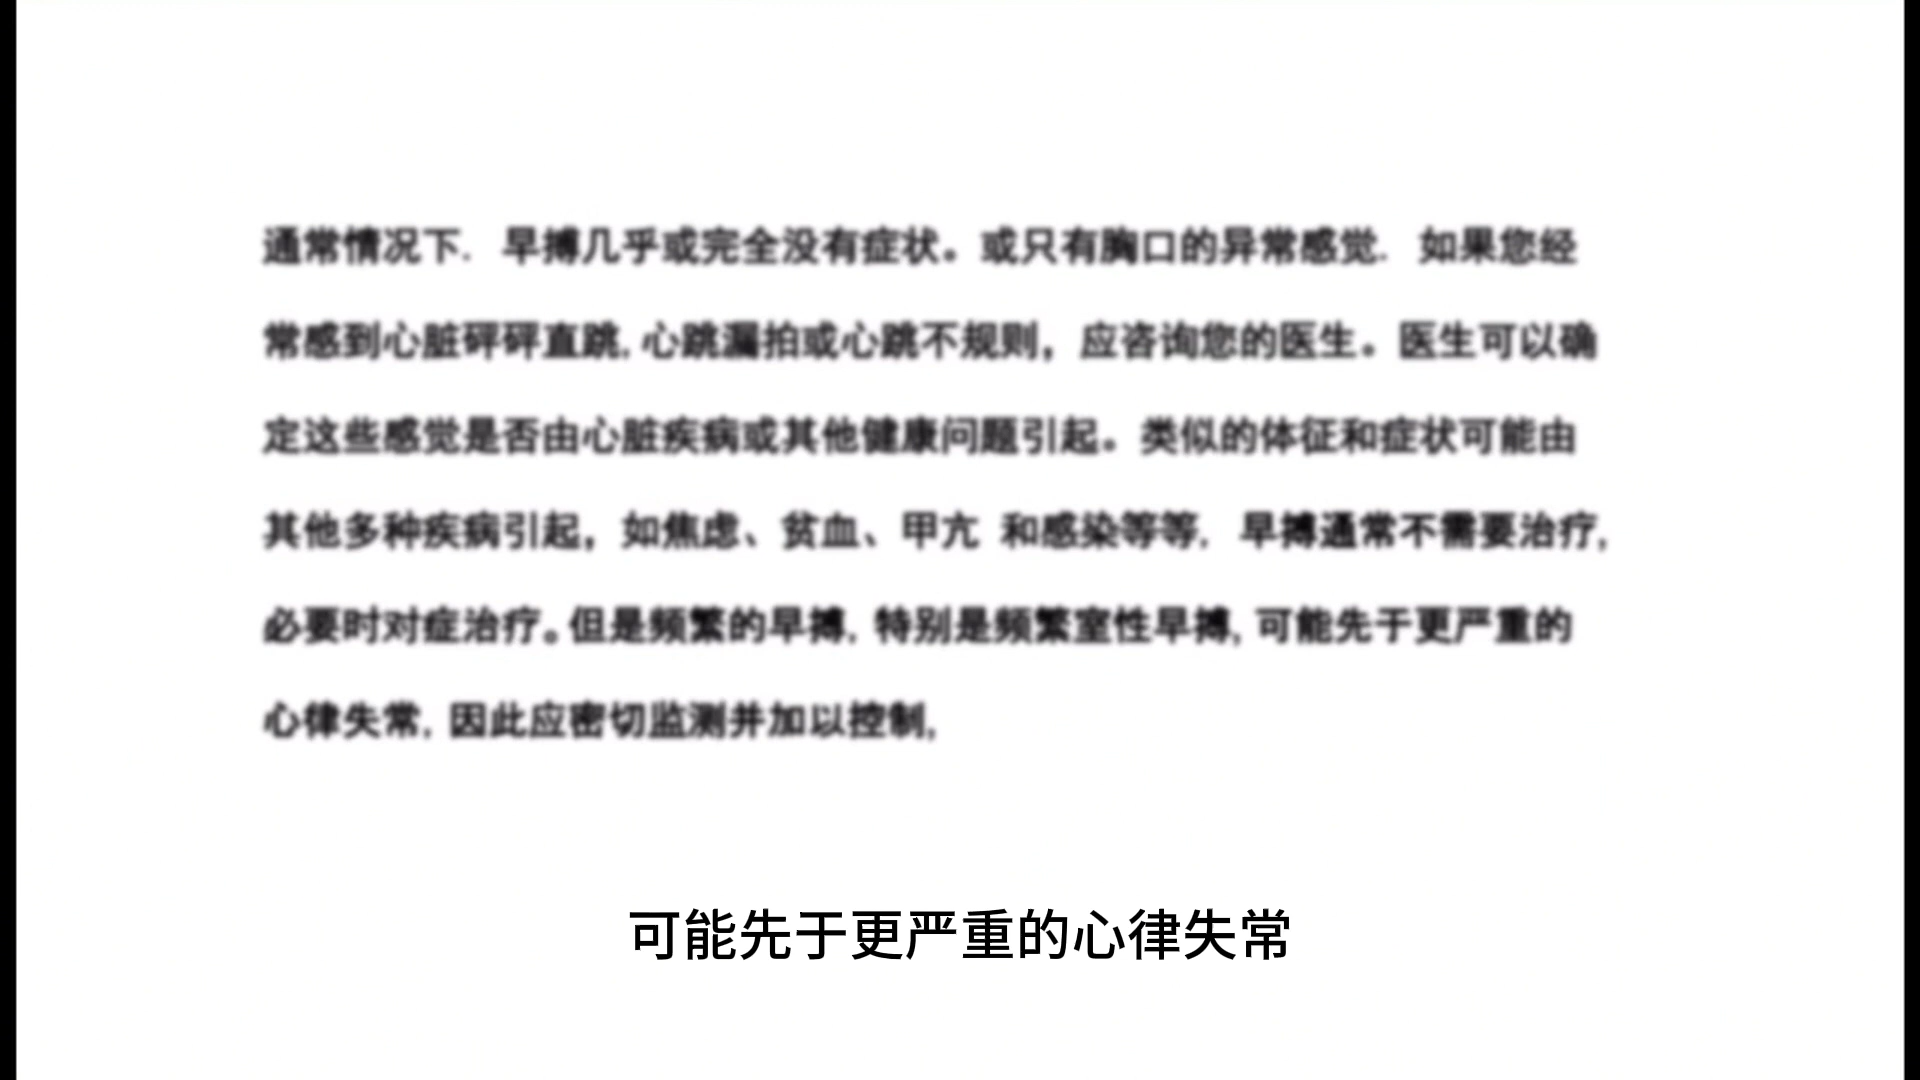 通常情况下. 早搏几乎或完全没有症状。或只有胸口的异常感觉. 如果您经
常感到心脏砰砰直跳, 心跳漏拍或心跳不规则，应咨询您的医生。医生可以确
定这些感觉是否由心脏疾病或其他健康问题引起。类似的体征和症状可能由
其他多种疾病引起，如焦虑、贫血、甲亢 和感染等等, 早搏通常不需要治疗,
必要时对症治疗。但是频繁的早搏, 特别是频繁室性早搏, 可能先于更严重的
心律失常, 因此应密切监测并加以控制,
可能先于更严重的心律失常